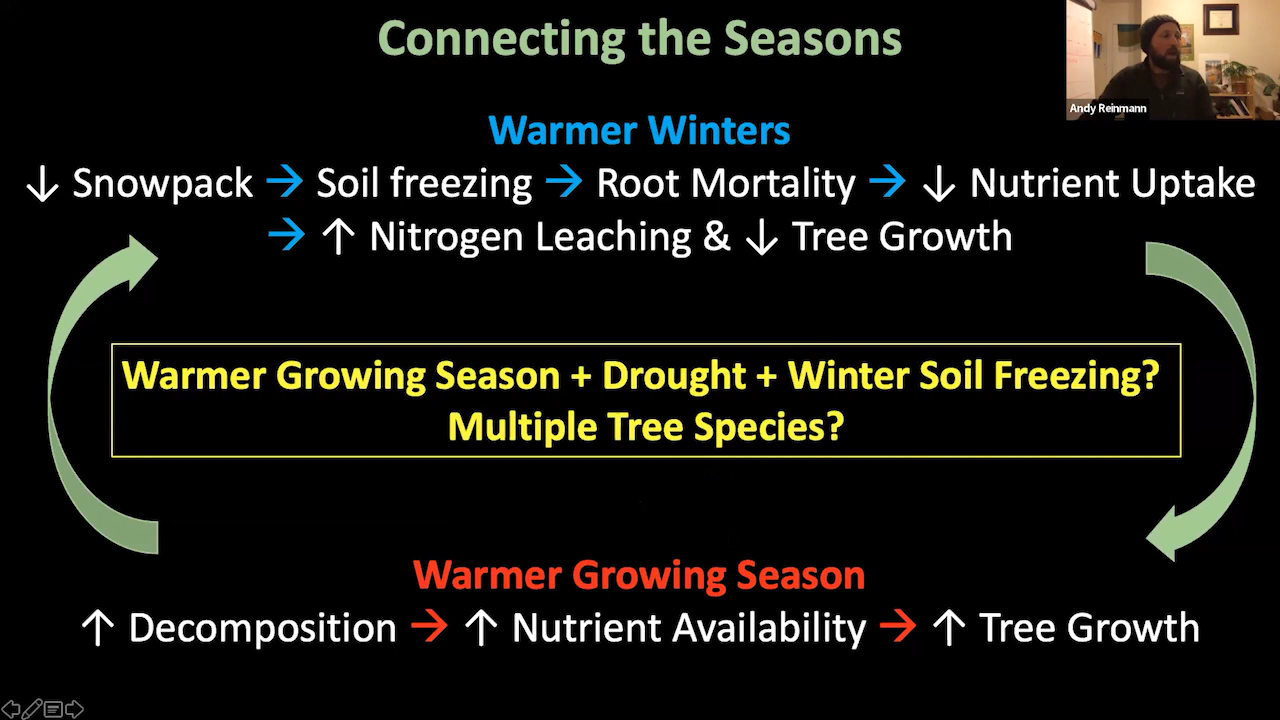 Connecting the Seasons
Andy Reinmann
Warmer Winters
↓ Snowpack → Soil freezing → Root Mortality → ↓ Nutrient Uptake
→ ↑ Nitrogen Leaching & ↓ Tree Growth
Warmer Growing Season + Drought + Winter Soil Freezing?
Multiple Tree Species?
Warmer Growing Season
↑ Decomposition → ↑ Nutrient Availability → ↑ Tree Growth